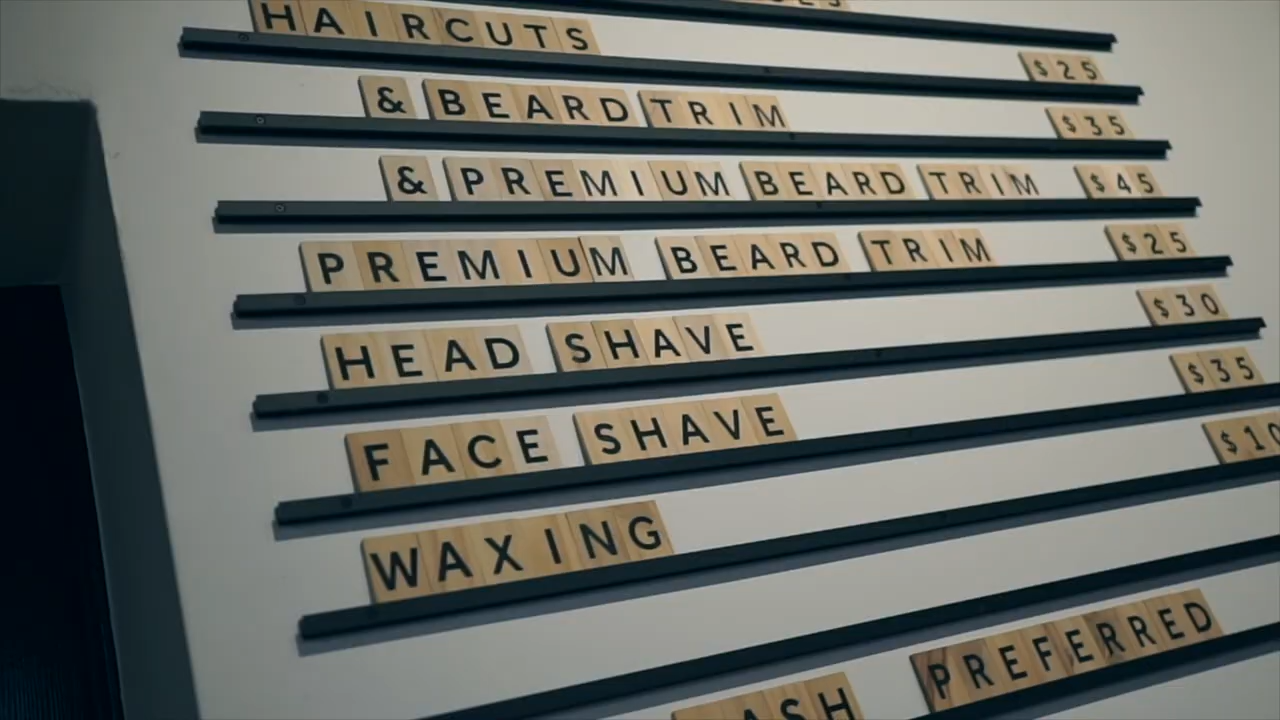 HAIRCUTS $25
& BEARD TRIM $35
& PREMIUM BEARD TRIM $45
PREMIUM BEARD TRIM $25
HEAD SHAVE $30
FACE SHAVE $35
WAXING $10
PREFERRED